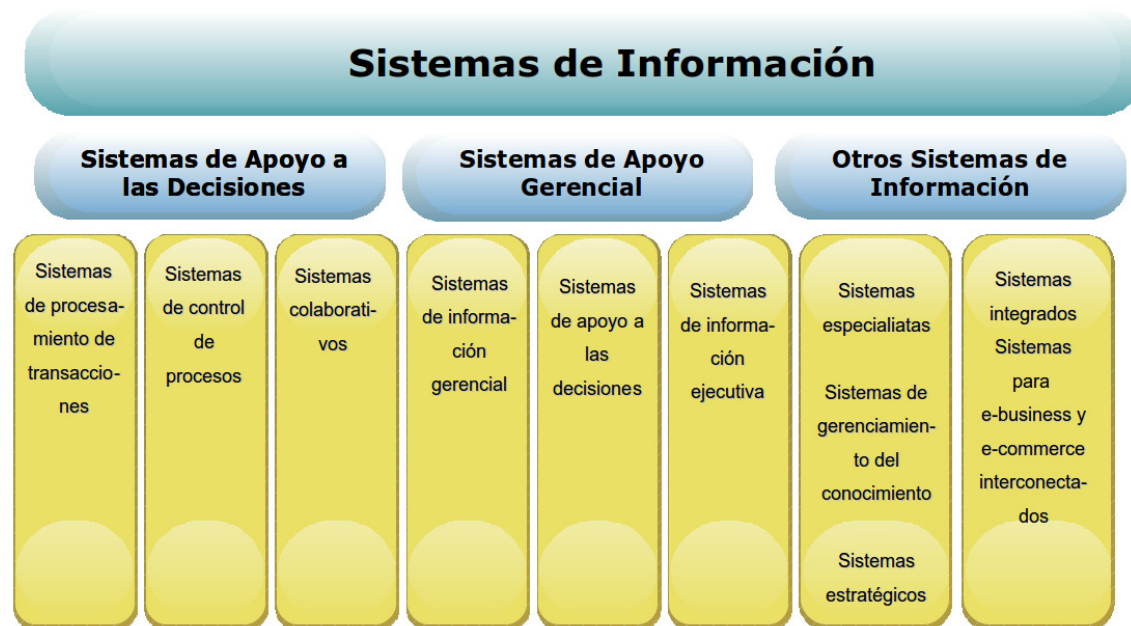 Sistemas de Información
Sistemas de Apoyo a
las Decisiones
Sistemas de Apoyo
Gerencial
Otros Sistemas de
Información
Sistemas
de procesa-
miento de
transaccio-
nes
Sistemas
de control
de
procesos
Sistemas
colaborati-
vos
Sistemas
de informa-
ción
gerencial
Sistemas
de apoyo a
las
decisiones
Sistemas
de informa-
ción
ejecutiva
Sistemas
especialiatas
Sistemas de
gerenciamien-
to del
conocimiento
Sistemas
estratégicos
Sistemas
integrados
Sistemas
para
e-business y
e-commerce
interconecta-
dos